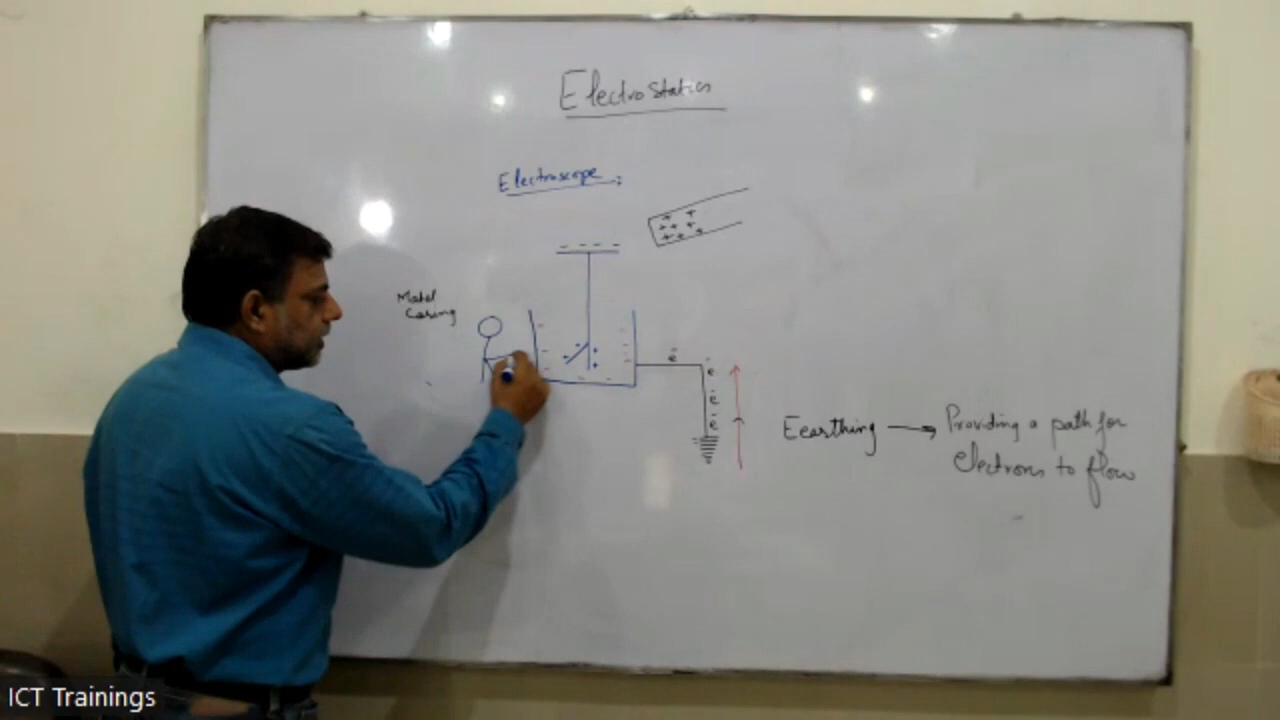 Electrostatics
Electroscope :
Metal
Casing
e⁻
e⁻
e⁻
e⁻
Eearthing → Providing a path for
electrons to flow
ICT Trainings